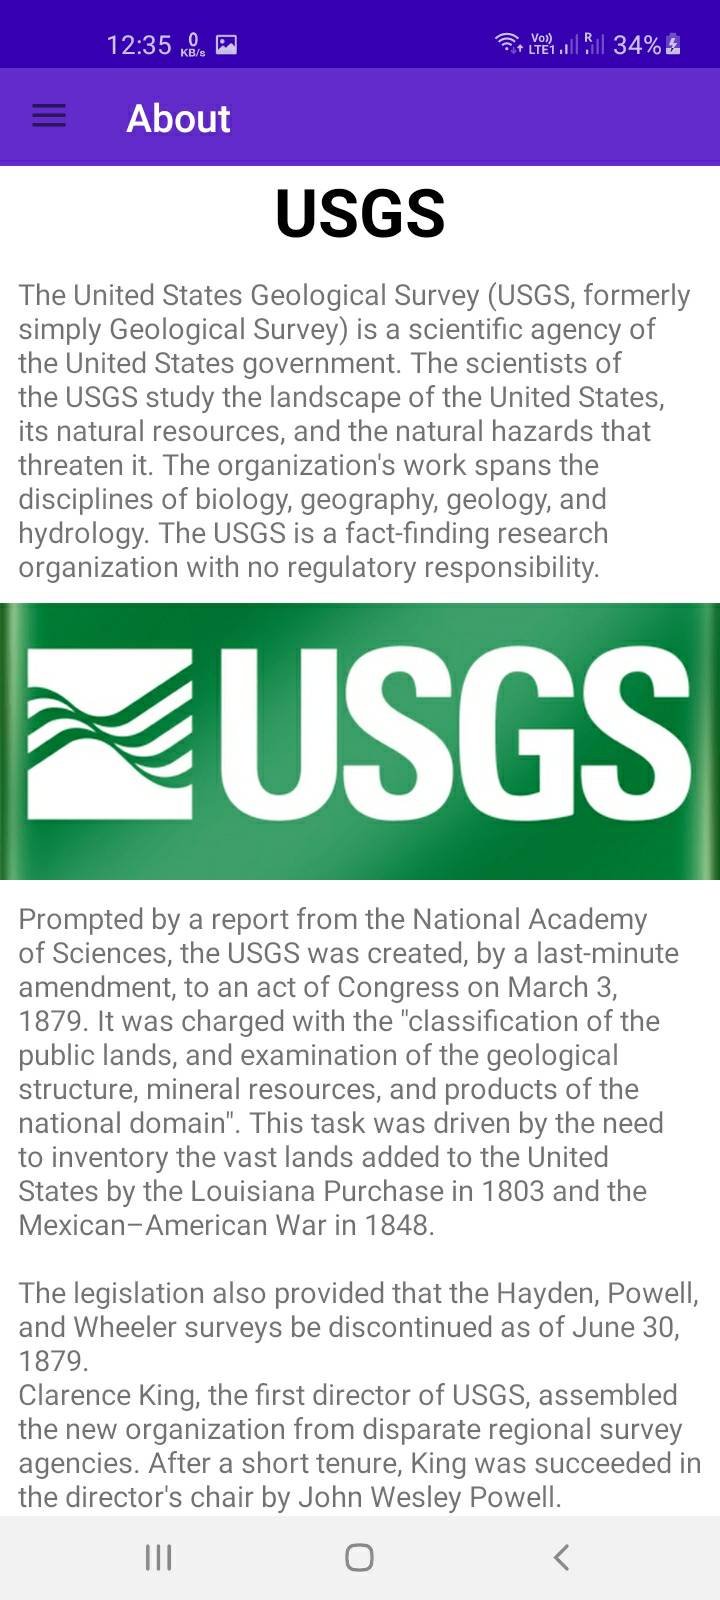 12:35 0 KB/s Vo)) LTE1 R 34%
About
USGS
The United States Geological Survey (USGS, formerly
simply Geological Survey) is a scientific agency of
the United States government. The scientists of
the USGS study the landscape of the United States,
its natural resources, and the natural hazards that
threaten it. The organization's work spans the
disciplines of biology, geography, geology, and
hydrology. The USGS is a fact-finding research
organization with no regulatory responsibility.
USGS
Prompted by a report from the National Academy
of Sciences, the USGS was created, by a last-minute
amendment, to an act of Congress on March 3,
1879. It was charged with the "classification of the
public lands, and examination of the geological
structure, mineral resources, and products of the
national domain". This task was driven by the need
to inventory the vast lands added to the United
States by the Louisiana Purchase in 1803 and the
Mexican–American War in 1848.
The legislation also provided that the Hayden, Powell,
and Wheeler surveys be discontinued as of June 30,
1879.
Clarence King, the first director of USGS, assembled
the new organization from disparate regional survey
agencies. After a short tenure, King was succeeded in
the director's chair by John Wesley Powell.